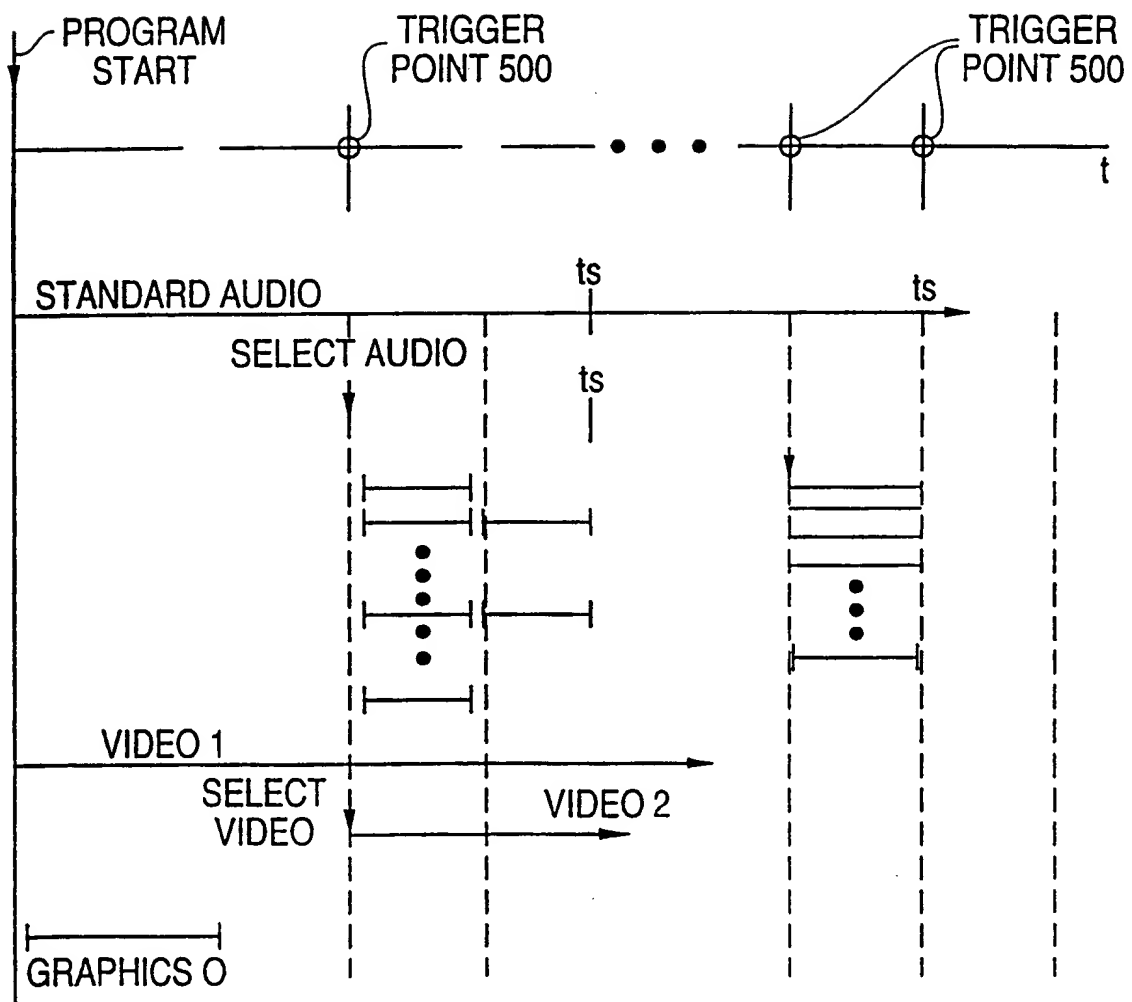 PROGRAM
START
TRIGGER
POINT 500
TRIGGER
POINT 500
t
ts
ts
STANDARD AUDIO
SELECT AUDIO
ts
VIDEO 1
SELECT
VIDEO
VIDEO 2
GRAPHICS O